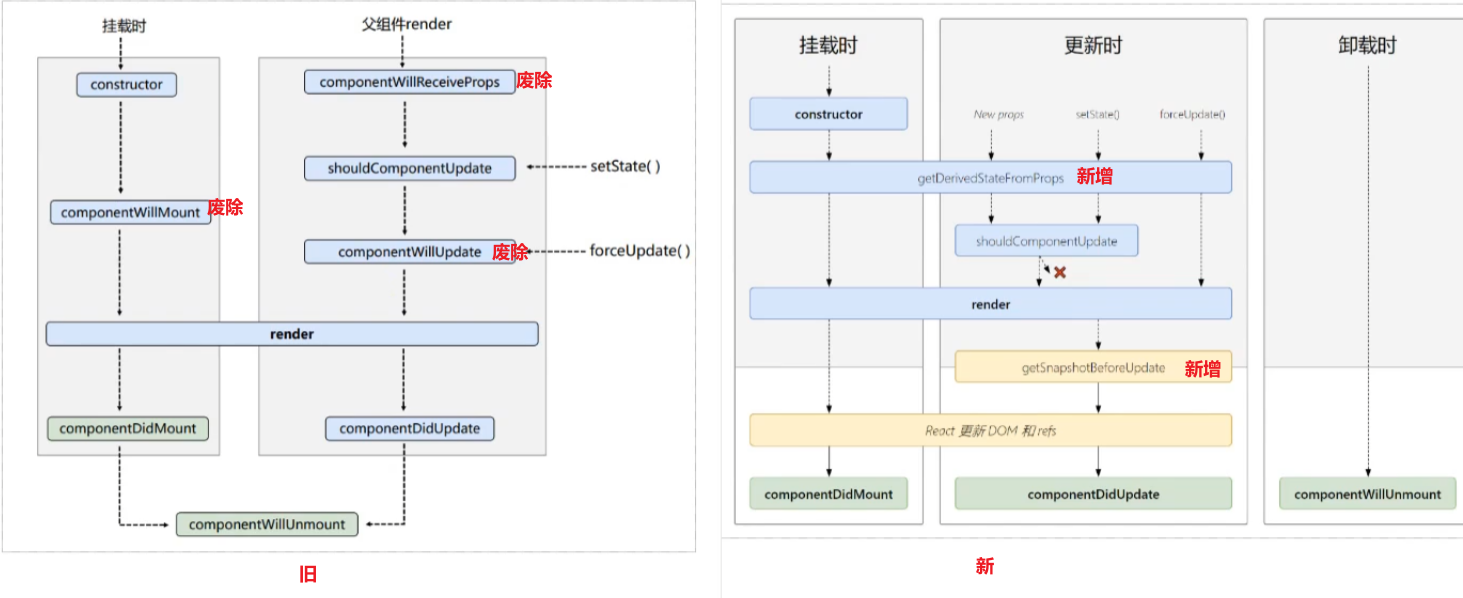 挂载时
父组件render
constructor
componentWillReceiveProps 废除
shouldComponentUpdate
setState( )
componentWillMount 废除
componentWillUpdate 废除
forceUpdate( )
render
componentDidMount
componentDidUpdate
componentWillUnmount
旧
挂载时
更新时
卸载时
constructor
New props
setState()
forceUpdate()
getDerivedStateFromProps 新增
shouldComponentUpdate
render
getSnapshotBeforeUpdate 新增
React 更新 DOM 和 refs
componentDidMount
componentDidUpdate
componentWillUnmount
新